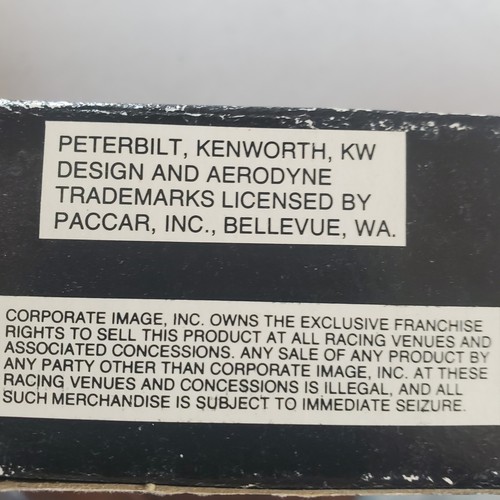 PETERBILT, KENWORTH, KW
DESIGN AND AERODYNE
TRADEMARKS LICENSED BY
PACCAR, INC., BELLEVUE, WA.
CORPORATE IMAGE, INC. OWNS THE EXCLUSIVE FRANCHISE
RIGHTS TO SELL THIS PRODUCT AT ALL RACING VENUES AND
ASSOCIATED CONCESSIONS. ANY SALE OF ANY PRODUCT BY
ANY PARTY OTHER THAN CORPORATE IMAGE, INC. AT THESE
RACING VENUES AND CONCESSIONS IS ILLEGAL, AND ALL
SUCH MERCHANDISE IS SUBJECT TO IMMEDIATE SEIZURE.